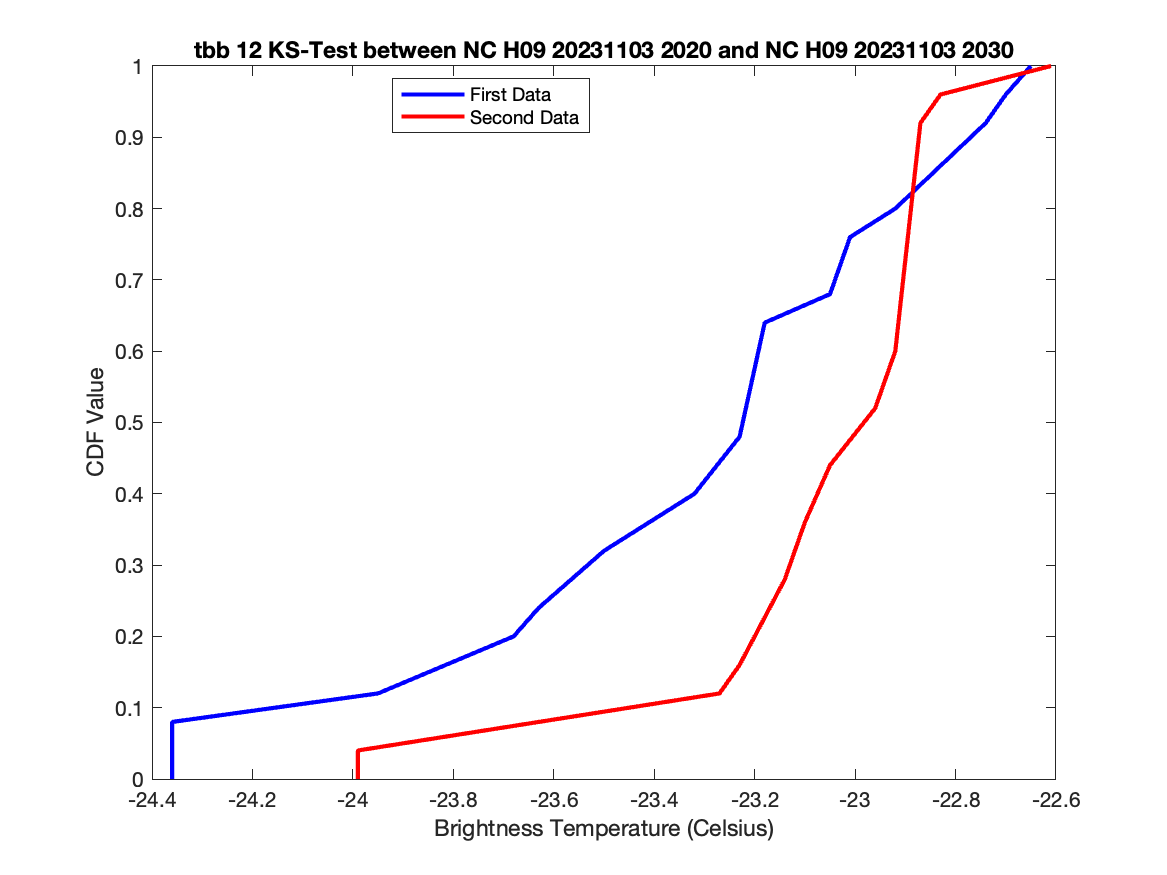 tbb 12 KS-Test between NC H09 20231103 2020 and NC H09 20231103 2030
First Data
Second Data
CDF Value
1
0.9
0.8
0.7
0.6
0.5
0.4
0.3
0.2
0.1
0
-24.4 -24.2 -24 -23.8 -23.6 -23.4 -23.2 -23 -22.8 -22.6
Brightness Temperature (Celsius)